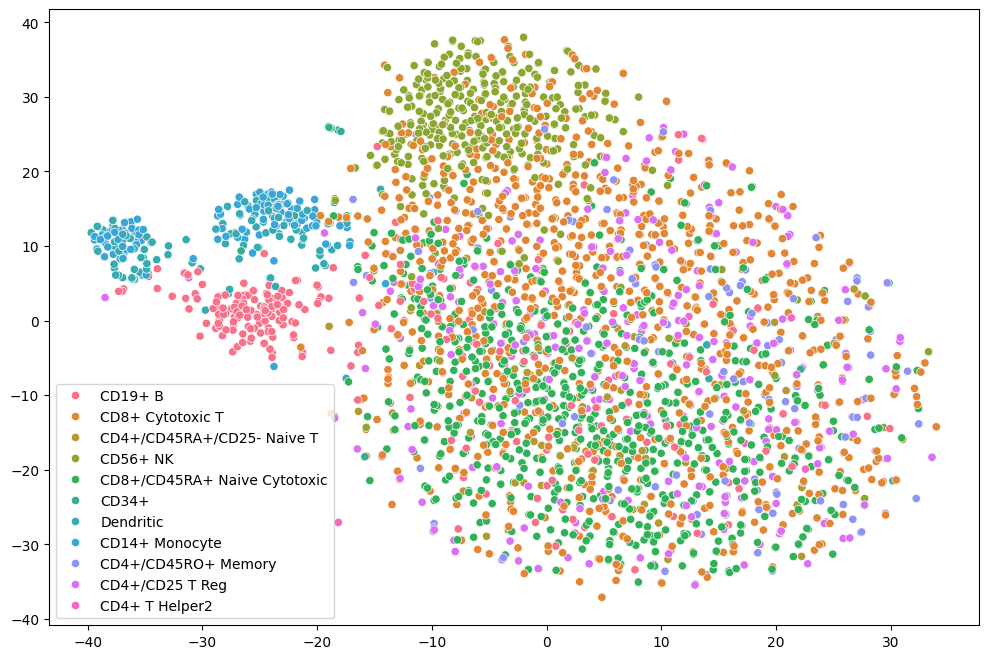 40
30
20
10
0
−10
−20
−30
−40
CD19+ B
CD8+ Cytotoxic T
CD4+/CD45RA+/CD25- Naive T
CD56+ NK
CD8+/CD45RA+ Naive Cytotoxic
CD34+
Dendritic
CD14+ Monocyte
CD4+/CD45RO+ Memory
CD4+/CD25 T Reg
CD4+ T Helper2
−40 −30 −20 −10 0 10 20 30